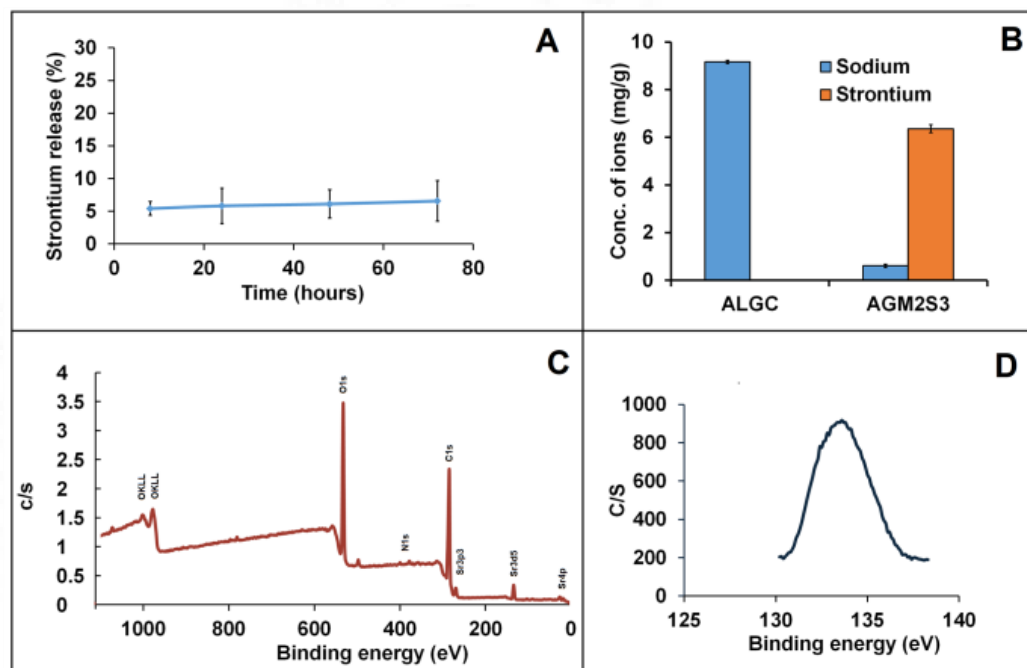 A
Strontium release (%)
30
25
20
15
10
5
0
0 20 40 60 80
Time (hours)
B
Conc. of ions (mg/g)
10
8
6
4
2
0
Sodium
Strontium
ALGC AGM2S3
C
c/s
4
3.5
3
2.5
2
1.5
1
0.5
0
OKLL
OKLL
O1s
N1s
C1s
Sr3p3
Sr3d5
Sr4p
1000 800 600 400 200 0
Binding energy (eV)
D
C/S
1000
800
600
400
200
0
125 130 135 140
Binding energy (eV)